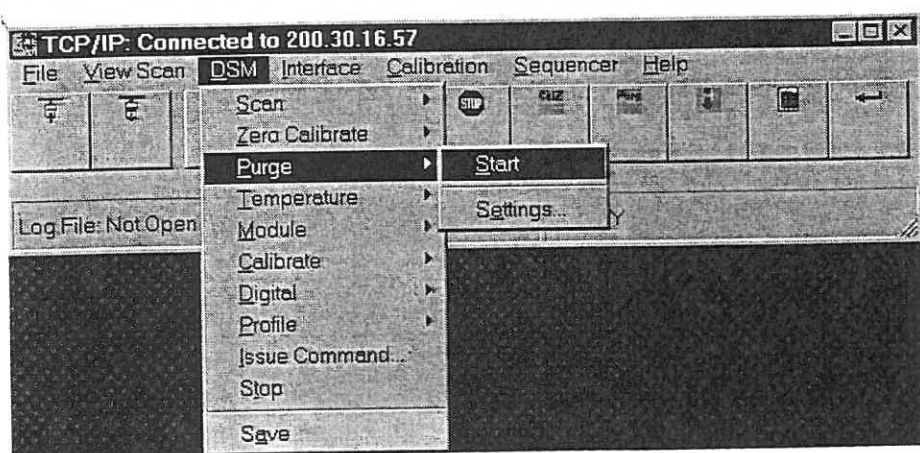 TCP/IP: Connected to 200.30.16.57
File View Scan DSM Interface Calibration Sequencer Help
STOP
Scan
Zero Calibrate
Purge
Start
Temperature
Settings...
Log File: Not Open
Module
Calibrate
Digital
Profile
Issue Command...
Stop
Save